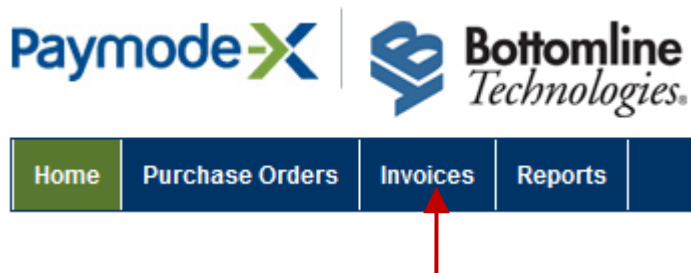 Paymode-X
Bottomline
Technologies®
Home Purchase Orders Invoices Reports